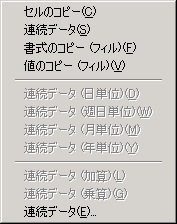 セルのコピー(C)
連続データ(S)
書式のコピー (フィル)(F)
値のコピー (フィル)(V)
連続データ (日単位)(D)
連続データ (週日単位)(W)
連続データ (月単位)(M)
連続データ (年単位)(Y)
連続データ (加算)(L)
連続データ (乗算)(G)
連続データ(E)...